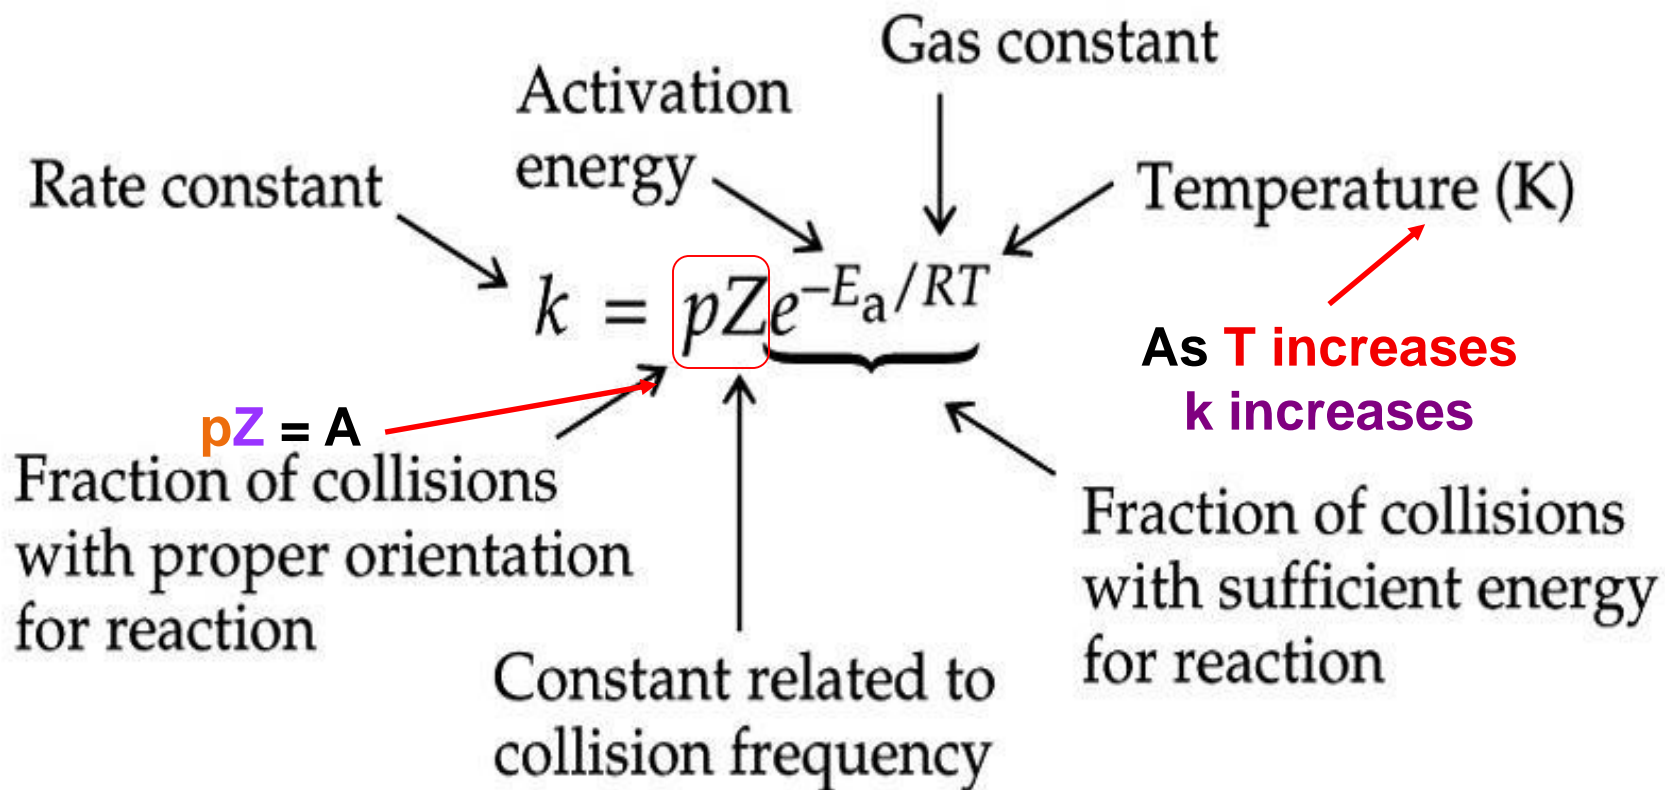 Gas constant
Activation
energy
Rate constant
Temperature (K)
k = pZe^{–E_a/RT}
As T increases
k increases
pZ = A
Fraction of collisions
with proper orientation
for reaction
Fraction of collisions
with sufficient energy
for reaction
Constant related to
collision frequency